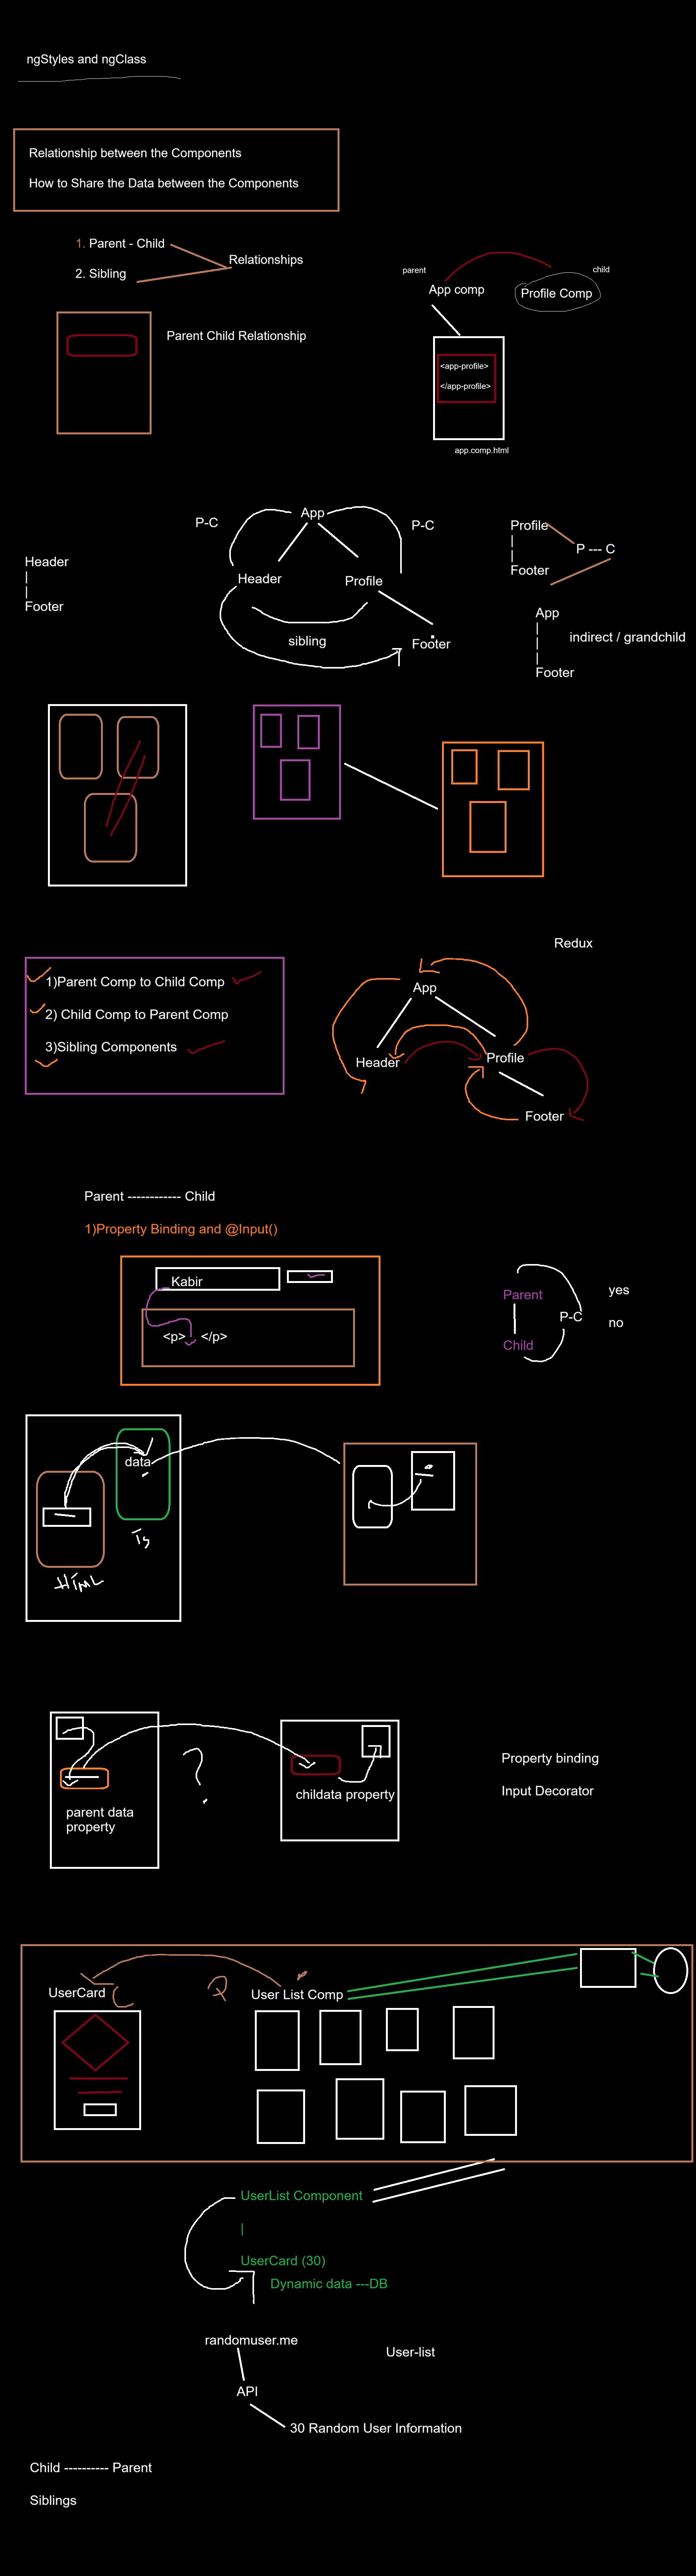 ngStyles and ngClass
Relationship between the Components
How to Share the Data between the Components
1. Parent - Child
2. Sibling
Relationships
parent
child
App comp
Profile Comp
Parent Child Relationship
<app-profile>
</app-profile>
app.comp.html
App
P-C
P-C
Header
Profile
sibling
Footer
Header
|
|
Footer
Profile
|
|
Footer
P --- C
App
|
|
|
Footer
indirect / grandchild
Redux
1)Parent Comp to Child Comp
2) Child Comp to Parent Comp
3)Sibling Components
App
Header
Profile
Footer
Parent ------------ Child
1)Property Binding and @Input()
Kabir
<p> </p>
Parent
P-C
Child
yes
no
data
Ts
HTML
?
parent data
property
childata property
Property binding
Input Decorator
UserCard
C
P
User List Comp
UserList Component
|
UserCard (30)
Dynamic data ---DB
randomuser.me
User-list
API
30 Random User Information
Child ---------- Parent
Siblings